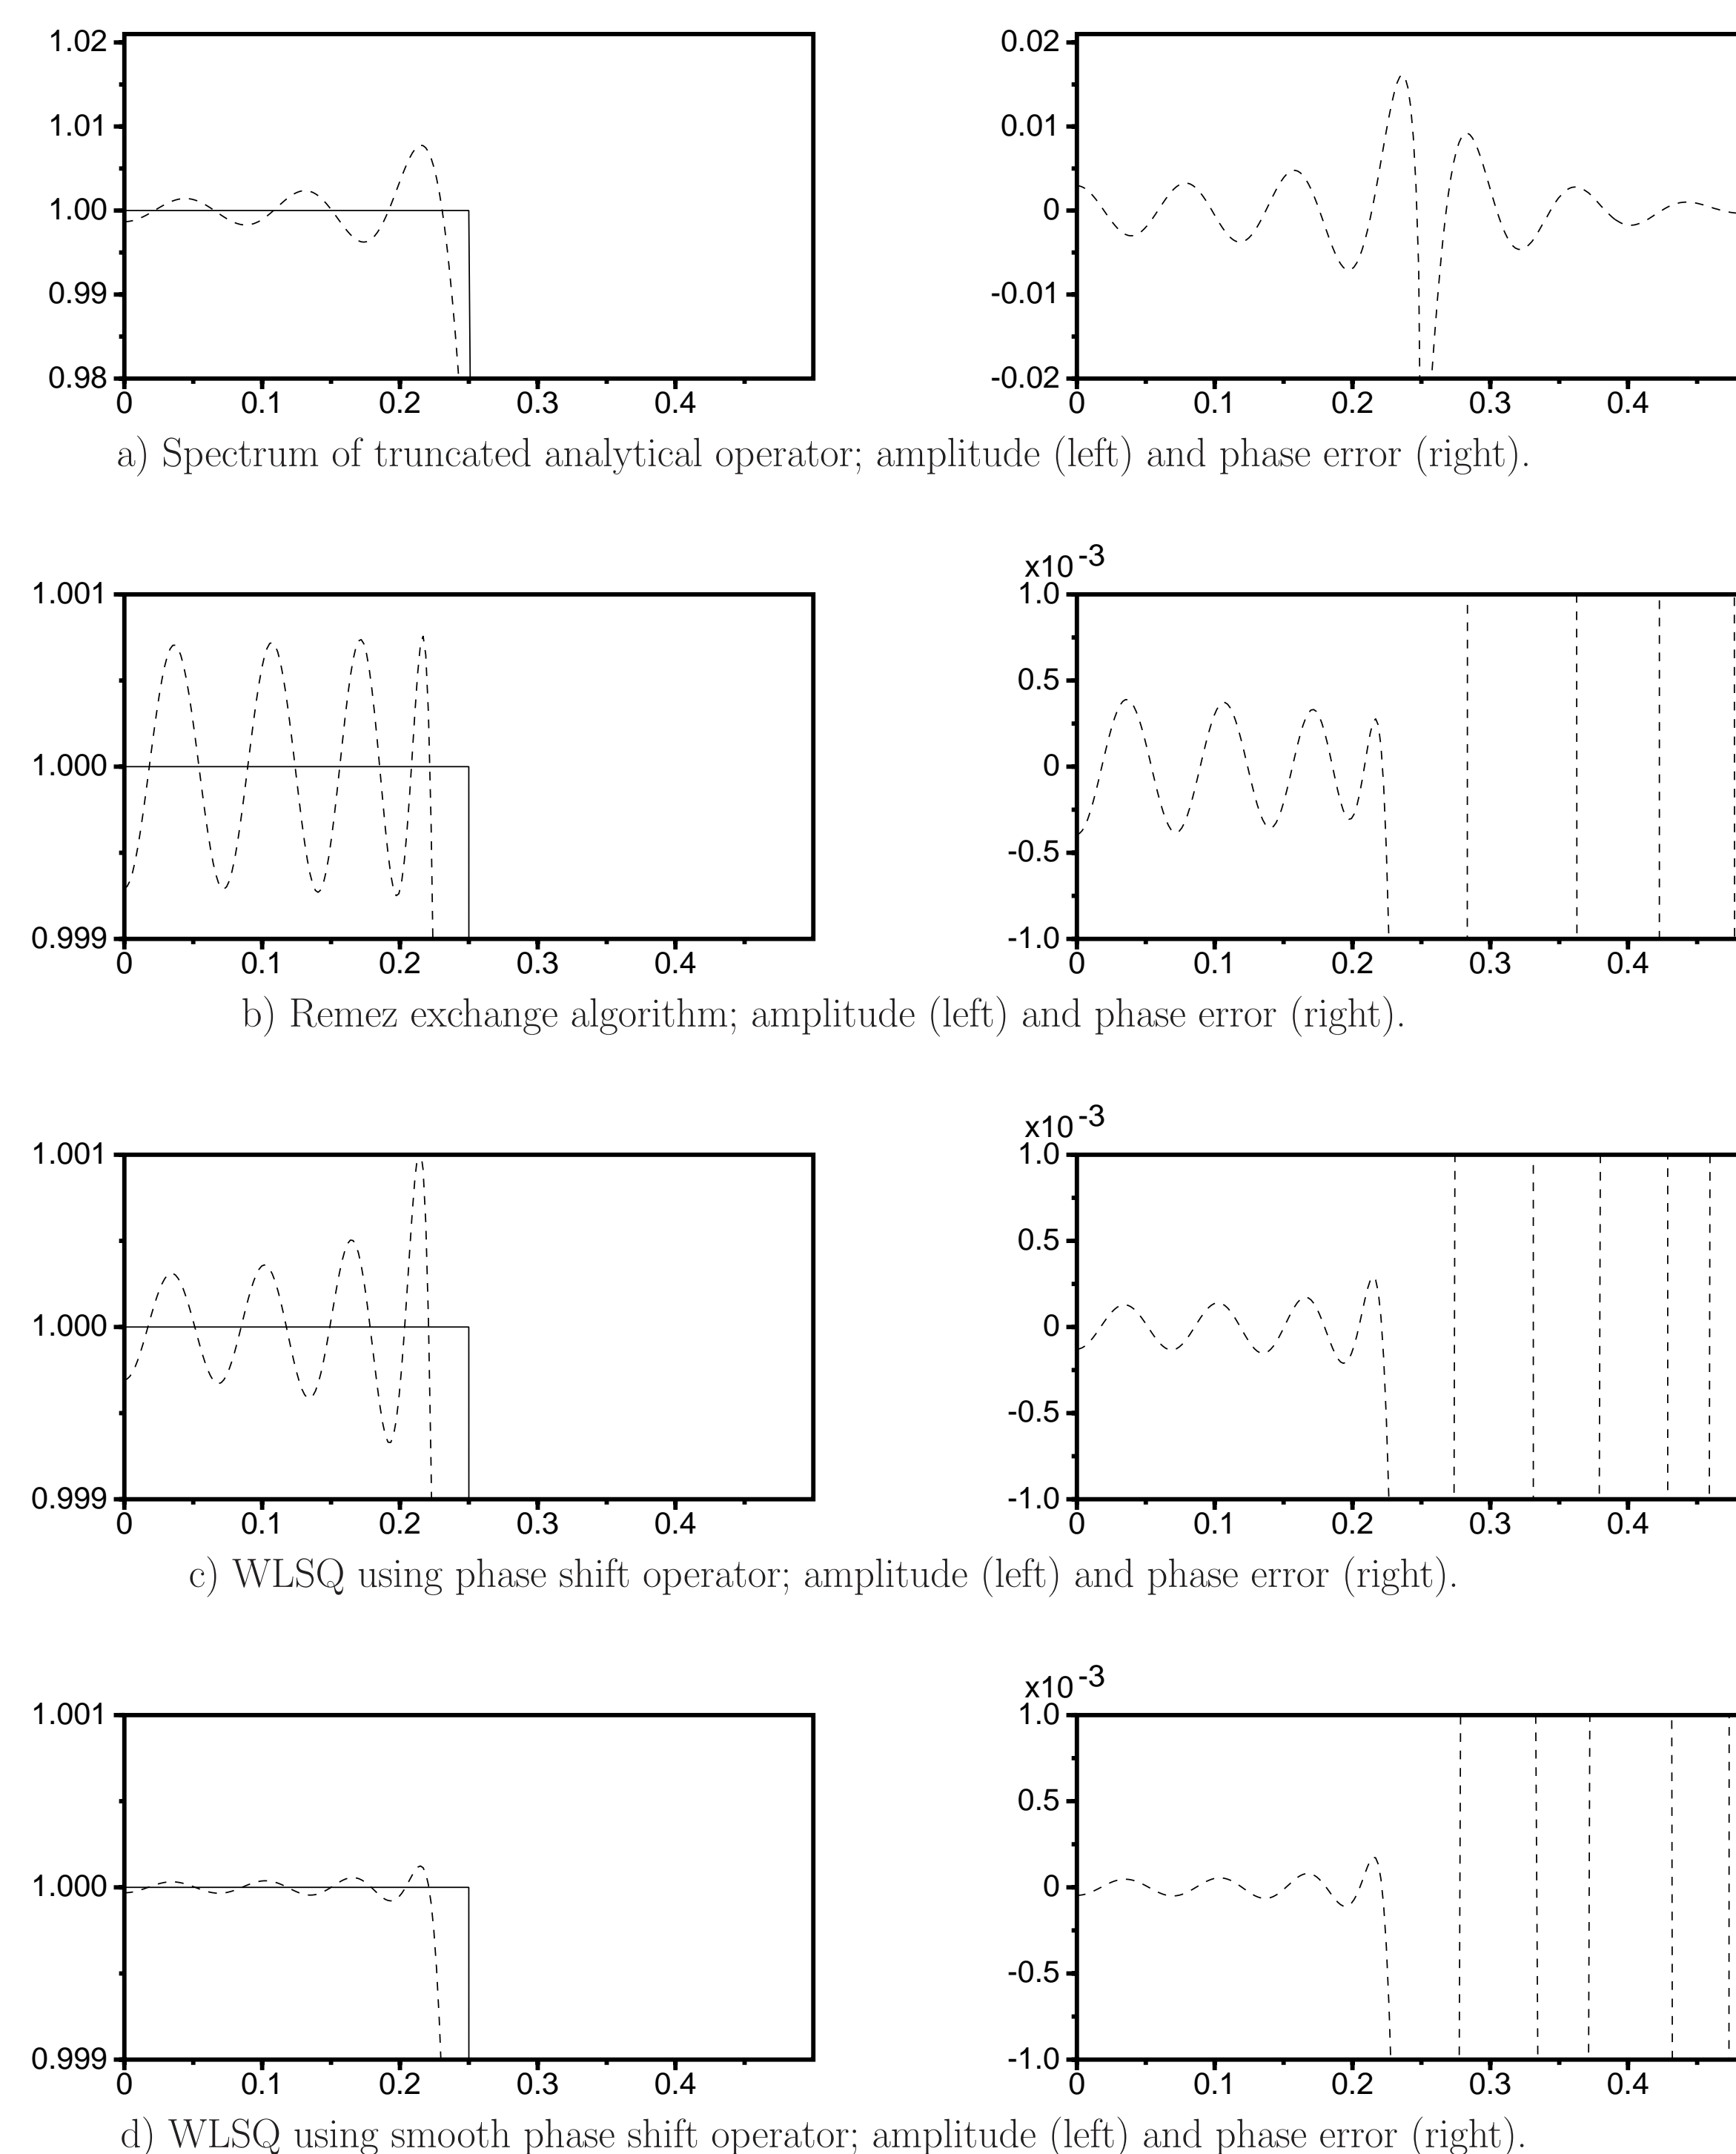 1.02
1.01
1.00
0.99
0.98
0 0.1 0.2 0.3 0.4
0.02
0.01
0
-0.01
-0.02
0 0.1 0.2 0.3 0.4
a) Spectrum of truncated analytical operator; amplitude (left) and phase error (right).
1.001
1.000
0.999
0 0.1 0.2 0.3 0.4
x10 -3
1.0
0.5
0
-0.5
-1.0
0 0.1 0.2 0.3 0.4
b) Remez exchange algorithm; amplitude (left) and phase error (right).
1.001
1.000
0.999
0 0.1 0.2 0.3 0.4
x10 -3
1.0
0.5
0
-0.5
-1.0
0 0.1 0.2 0.3 0.4
c) WLSQ using phase shift operator; amplitude (left) and phase error (right).
1.001
1.000
0.999
0 0.1 0.2 0.3 0.4
x10 -3
1.0
0.5
0
-0.5
-1.0
0 0.1 0.2 0.3 0.4
d) WLSQ using smooth phase shift operator; amplitude (left) and phase error (right).